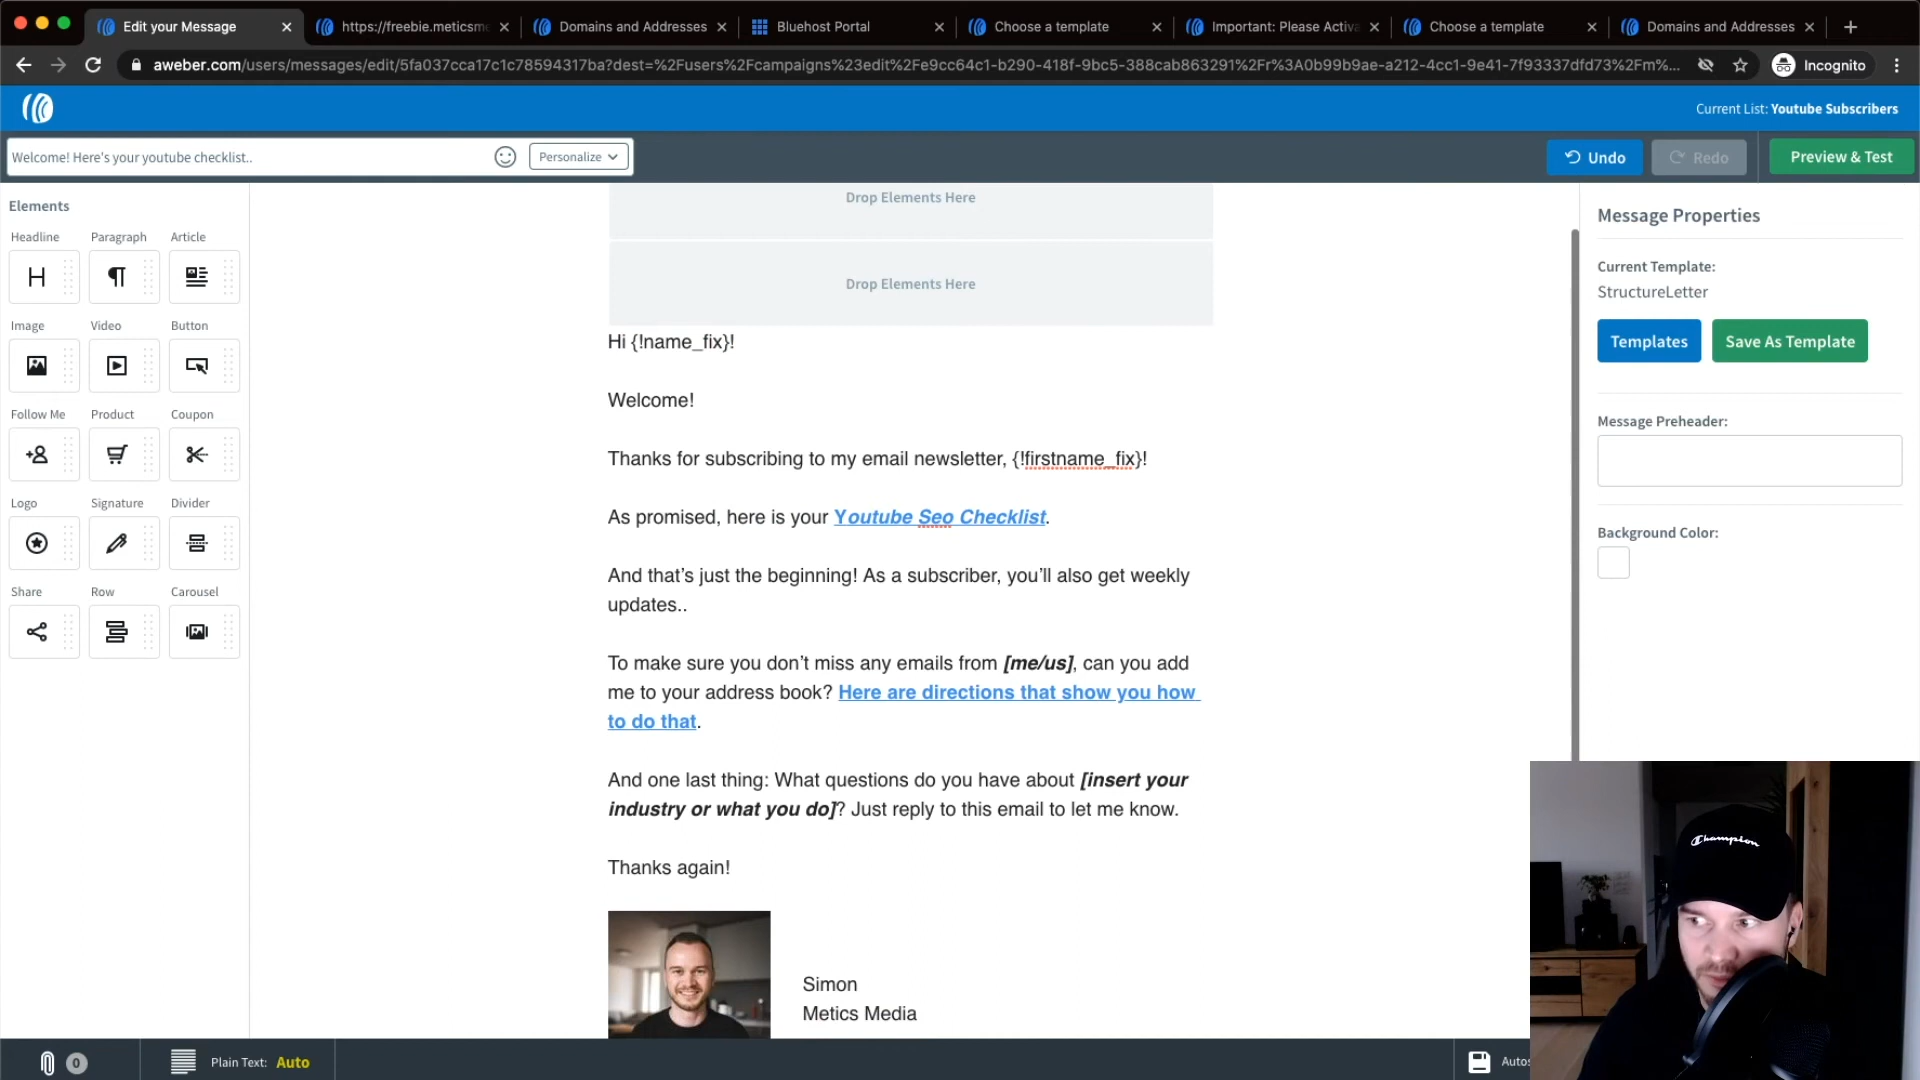 Edit your Message
https://freebie.meticsm
Domains and Addresses
Bluehost Portal
Choose a template
Important: Please Activa
Choose a template
Domains and Addresses
aweber.com/users/messages/edit/5fa037cca17c1c78594317ba?dest=%2Fusers%2Fcampaigns%23edit%2Fe9cc64c1-b290-418f-9bc5-388cab863291%2Fr%3A0b99b9ae-a212-4cc1-9e41-7f93337dfd73%2Fm%...
Incognito
Current List: Youtube Subscribers
Welcome! Here's your youtube checklist..
Personalize
Undo
Redo
Preview & Test
Elements
Headline
Paragraph
Article
Image
Video
Button
Follow Me
Product
Coupon
Logo
Signature
Divider
Share
Row
Carousel
Drop Elements Here
Drop Elements Here
Hi {!name_fix}!
Welcome!
Thanks for subscribing to my email newsletter, {!firstname_fix}!
As promised, here is your Youtube Seo Checklist.
And that’s just the beginning! As a subscriber, you’ll also get weekly
updates..
To make sure you don’t miss any emails from [me/us], can you add
me to your address book? Here are directions that show you how
to do that.
And one last thing: What questions do you have about [insert your
industry or what you do]? Just reply to this email to let me know.
Thanks again!
Simon
Metics Media
Message Properties
Current Template:
StructureLetter
Templates
Save As Template
Message Preheader:
Background Color:
Champion
0
Plain Text: Auto
Autos